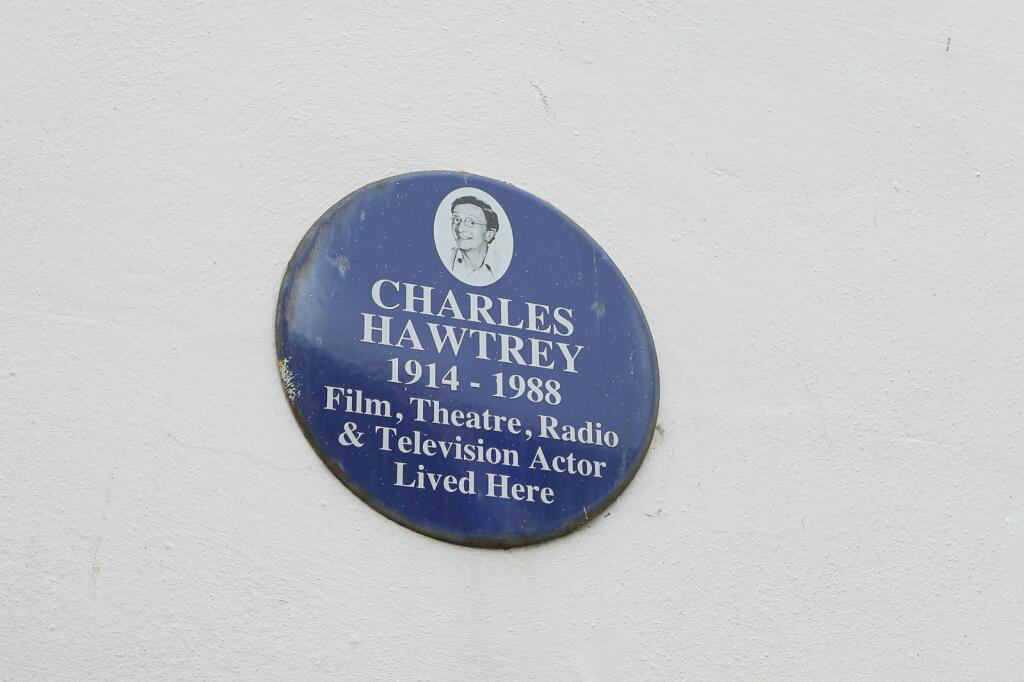 CHARLES
HAWTREY
1914 - 1988
Film, Theatre, Radio
& Television Actor
Lived Here